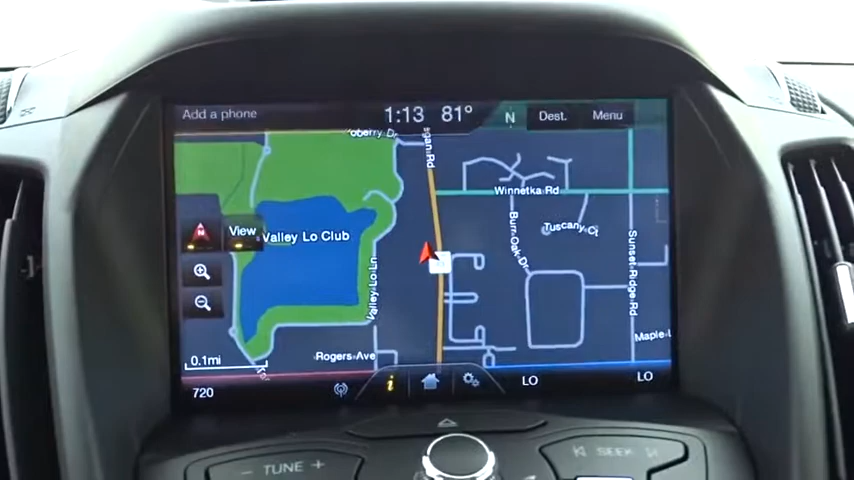 Add a phone
1:13 81°
N
Dest.
Menu
Winnetka Rd
View
Valley Lo Club
Tuscany Ct
Burr Oak Dr
Sunset Ridge Rd
Valley Lo Ln
N
0.1mi
Rogers Ave
Maple
720
i
LO
LO
− TUNE +
SEEK